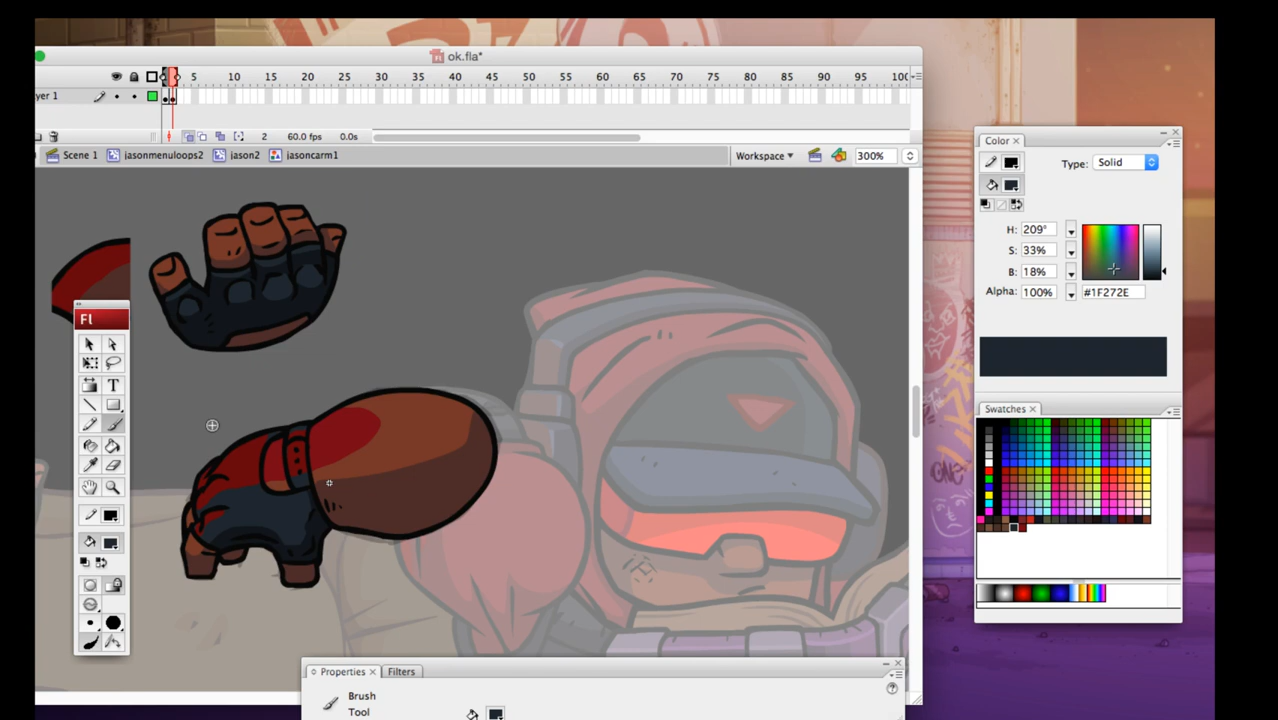 ok.fla*
5 10 15 20 25 30 35 40 45 50 55 60 65 70 75 80 85 90 95 100
yer 1
2 60.0 fps 0.0s
Scene 1 jasonmenuloops2 jason2 jasoncarm1 Workspace 300%
Color
Type: Solid
H: 209°
S: 33%
B: 18%
Alpha: 100% #1F272E
Fl
T
Swatches
Properties Filters
Brush
Tool